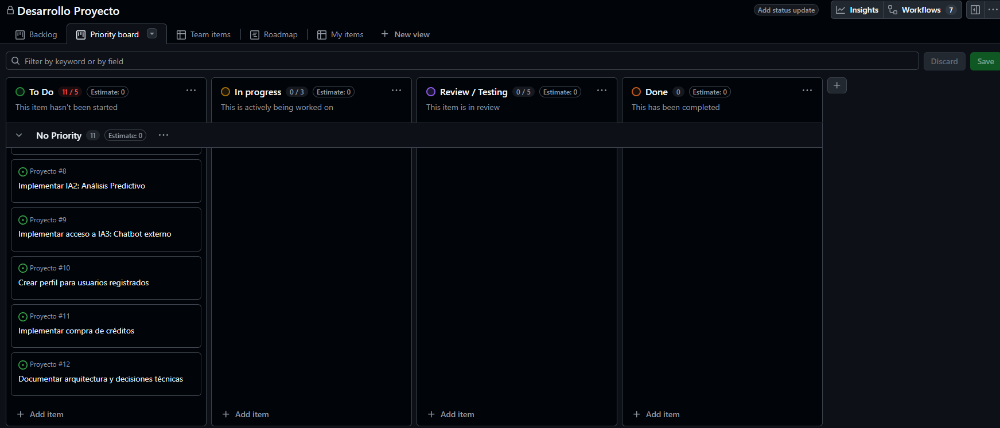 Desarrollo Proyecto
Add status update
Insights
Workflows 7
Backlog
Priority board
Team items
Roadmap
My items
New view
Filter by keyword or by field
Discard
Save
To Do 11 / 5 Estimate: 0
This item hasn't been started
In progress 0 / 3 Estimate: 0
This is actively being worked on
Review / Testing 0 / 5 Estimate: 0
This item is in review
Done 0 Estimate: 0
This has been completed
No Priority 11 Estimate: 0
Proyecto #8
Implementar IA2: Análisis Predictivo
Proyecto #9
Implementar acceso a IA3: Chatbot externo
Proyecto #10
Crear perfil para usuarios registrados
Proyecto #11
Implementar compra de créditos
Proyecto #12
Documentar arquitectura y decisiones técnicas
Add item
Add item
Add item
Add item